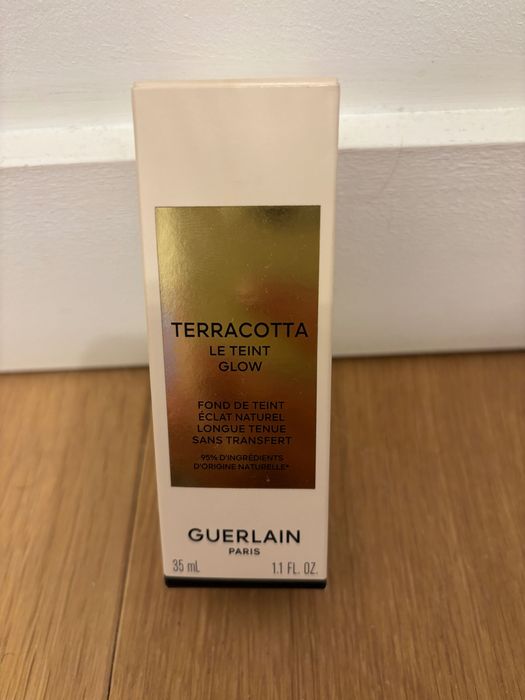 TERRACOTTA
LE TEINT
GLOW
FOND DE TEINT
ÉCLAT NATUREL
LONGUE TENUE
SANS TRANSFERT
95% D'INGRÉDIENTS
D'ORIGINE NATURELLE*
GUERLAIN
PARIS
35 mL 1.1 FL. OZ.